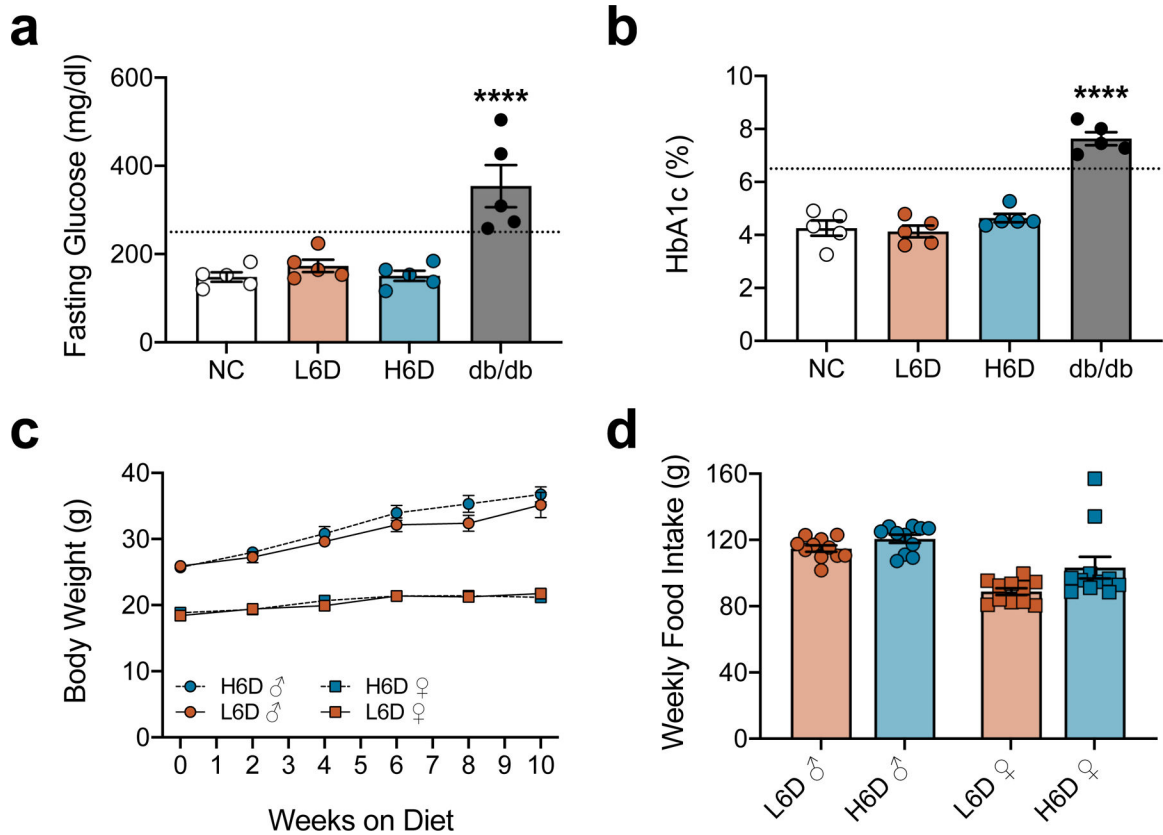 a
Fasting Glucose (mg/dl)
600
400
200
0
****
NC L6D H6D db/db
b
HbA1c (%)
10
8
6
4
2
0
****
NC L6D H6D db/db
c
Body Weight (g)
40
30
20
10
0
H6D ♂ H6D ♀
L6D ♂ L6D ♀
0 1 2 3 4 5 6 7 8 9 10
Weeks on Diet
d
Weekly Food Intake (g)
160
120
80
40
0
L6D ♂ H6D ♂ L6D ♀ H6D ♀